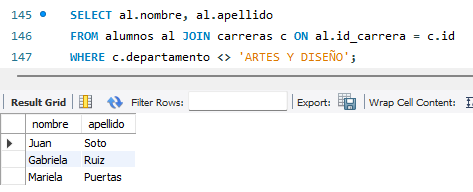 145 SELECT al.nombre, al.apellido
146 FROM alumnos al JOIN carreras c ON al.id_carrera = c.id
147 WHERE c.departamento <> 'ARTES Y DISEÑO';
Result Grid Filter Rows: Export: Wrap Cell Content:
nombre apellido
Juan Soto
Gabriela Ruiz
Mariela Puertas